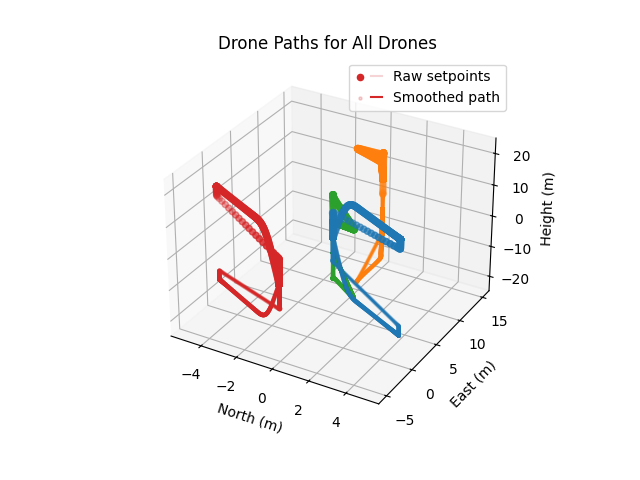 Drone Paths for All Drones
Raw setpoints
Smoothed path
20
10
0
−10
−20
Height (m)
15
10
5
0
−5
East (m)
−4
−2
0
2
4
North (m)